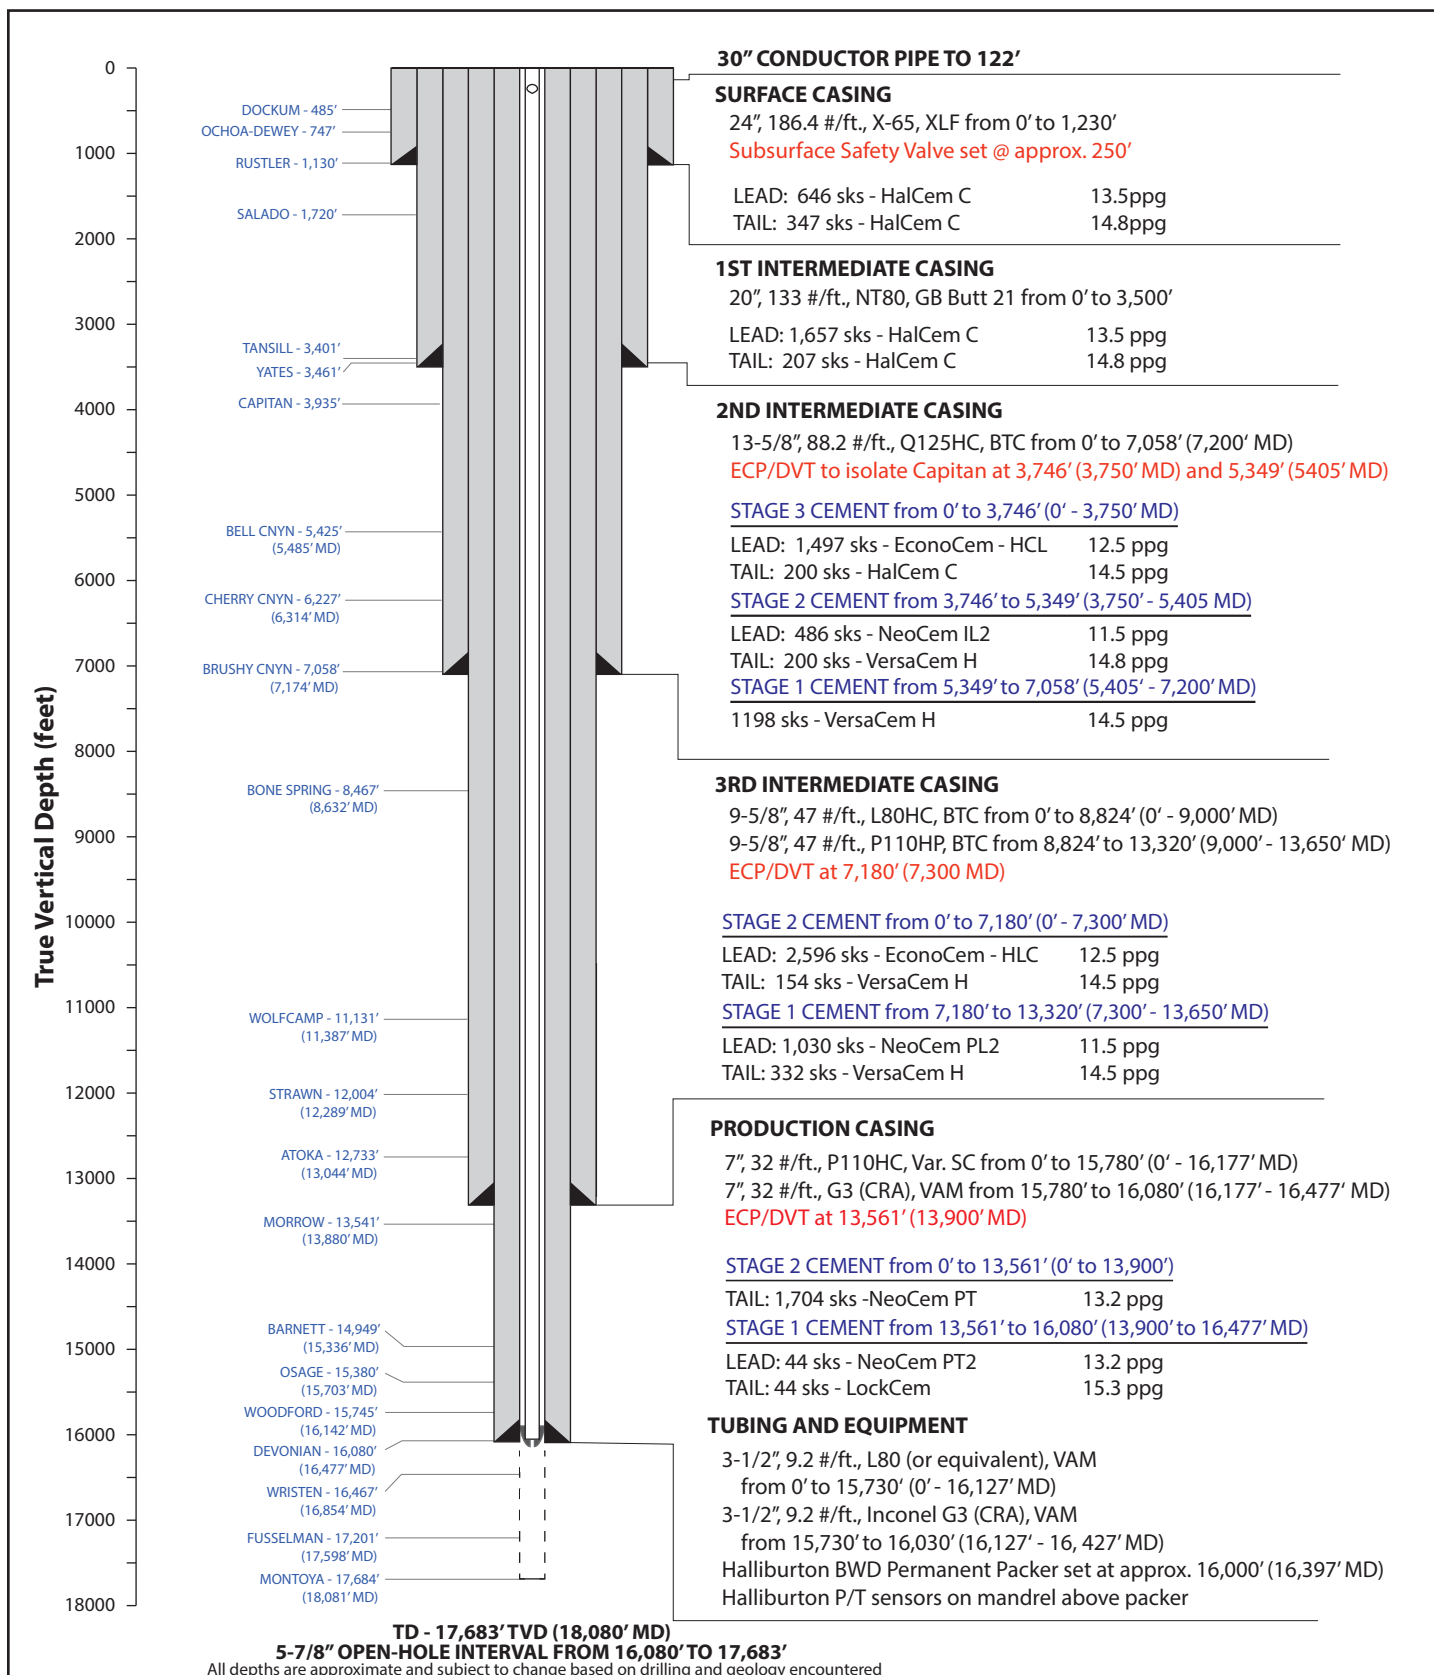 30" CONDUCTOR PIPE TO 122'
SURFACE CASING
24", 186.4 #/ft., X-65, XLF from 0' to 1,230'
Subsurface Safety Valve set @ approx. 250'
LEAD: 646 sks - HalCem C 13.5ppg
TAIL: 347 sks - HalCem C 14.8ppg
1ST INTERMEDIATE CASING
20", 133 #/ft., NT80, GB Butt 21 from 0' to 3,500'
LEAD: 1,657 sks - HalCem C 13.5 ppg
TAIL: 207 sks - HalCem C 14.8 ppg
2ND INTERMEDIATE CASING
13-5/8", 88.2 #/ft., Q125HC, BTC from 0' to 7,058' (7,200' MD)
ECP/DVT to isolate Capitan at 3,746' (3,750' MD) and 5,349' (5405' MD)
STAGE 3 CEMENT from 0' to 3,746' (0' - 3,750' MD)
LEAD: 1,497 sks - EconoCem - HCL 12.5 ppg
TAIL: 200 sks - HalCem C 14.5 ppg
STAGE 2 CEMENT from 3,746' to 5,349' (3,750' - 5,405 MD)
LEAD: 486 sks - NeoCem IL2 11.5 ppg
TAIL: 200 sks - VersaCem H 14.8 ppg
STAGE 1 CEMENT from 5,349' to 7,058' (5,405' - 7,200' MD)
1198 sks - VersaCem H 14.5 ppg
3RD INTERMEDIATE CASING
9-5/8", 47 #/ft., L80HC, BTC from 0' to 8,824' (0' - 9,000' MD)
9-5/8", 47 #/ft., P110HP, BTC from 8,824' to 13,320' (9,000' - 13,650' MD)
ECP/DVT at 7,180' (7,300 MD)
STAGE 2 CEMENT from 0' to 7,180' (0' - 7,300' MD)
LEAD: 2,596 sks - EconoCem - HLC 12.5 ppg
TAIL: 154 sks - VersaCem H 14.5 ppg
STAGE 1 CEMENT from 7,180' to 13,320' (7,300' - 13,650' MD)
LEAD: 1,030 sks - NeoCem PL2 11.5 ppg
TAIL: 332 sks - VersaCem H 14.5 ppg
PRODUCTION CASING
7", 32 #/ft., P110HC, Var. SC from 0' to 15,780' (0' - 16,177' MD)
7", 32 #/ft., G3 (CRA), VAM from 15,780' to 16,080' (16,177' - 16,477' MD)
ECP/DVT at 13,561' (13,900' MD)
STAGE 2 CEMENT from 0' to 13,561' (0' to 13,900')
TAIL: 1,704 sks -NeoCem PT 13.2 ppg
STAGE 1 CEMENT from 13,561' to 16,080' (13,900' to 16,477' MD)
LEAD: 44 sks - NeoCem PT2 13.2 ppg
TAIL: 44 sks - LockCem 15.3 ppg
TUBING AND EQUIPMENT
3-1/2", 9.2 #/ft., L80 (or equivalent), VAM
from 0' to 15,730' (0' - 16,127' MD)
3-1/2", 9.2 #/ft., Inconel G3 (CRA), VAM
from 15,730' to 16,030' (16,127' - 16, 427' MD)
Halliburton BWD Permanent Packer set at approx. 16,000' (16,397' MD)
Halliburton P/T sensors on mandrel above packer
True Vertical Depth (feet)
0
1000
2000
3000
4000
5000
6000
7000
8000
9000
10000
11000
12000
13000
14000
15000
16000
17000
18000
DOCKUM - 485'
OCHOA-DEWEY - 747'
RUSTLER - 1,130'
SALADO - 1,720'
TANSILL - 3,401'
YATES - 3,461'
CAPITAN - 3,935'
BELL CNYN - 5,425'
(5,485' MD)
CHERRY CNYN - 6,227'
(6,314' MD)
BRUSHY CNYN - 7,058'
(7,174' MD)
BONE SPRING - 8,467'
(8,632' MD)
WOLFCAMP - 11,131'
(11,387' MD)
STRAWN - 12,004'
(12,289' MD)
ATOKA - 12,733'
(13,044' MD)
MORROW - 13,541'
(13,880' MD)
BARNETT - 14,949'
(15,336' MD)
OSAGE - 15,380'
(15,703' MD)
WOODFORD - 15,745'
(16,142' MD)
DEVONIAN - 16,080'
(16,477' MD)
WRISTEN - 16,467'
(16,854' MD)
FUSSELMAN - 17,201'
(17,598' MD)
MONTOYA - 17,684'
(18,081' MD)
TD - 17,683' TVD (18,080' MD)
5-7/8" OPEN-HOLE INTERVAL FROM 16,080' TO 17,683'
All depths are approximate and subject to change based on drilling and geology encountered